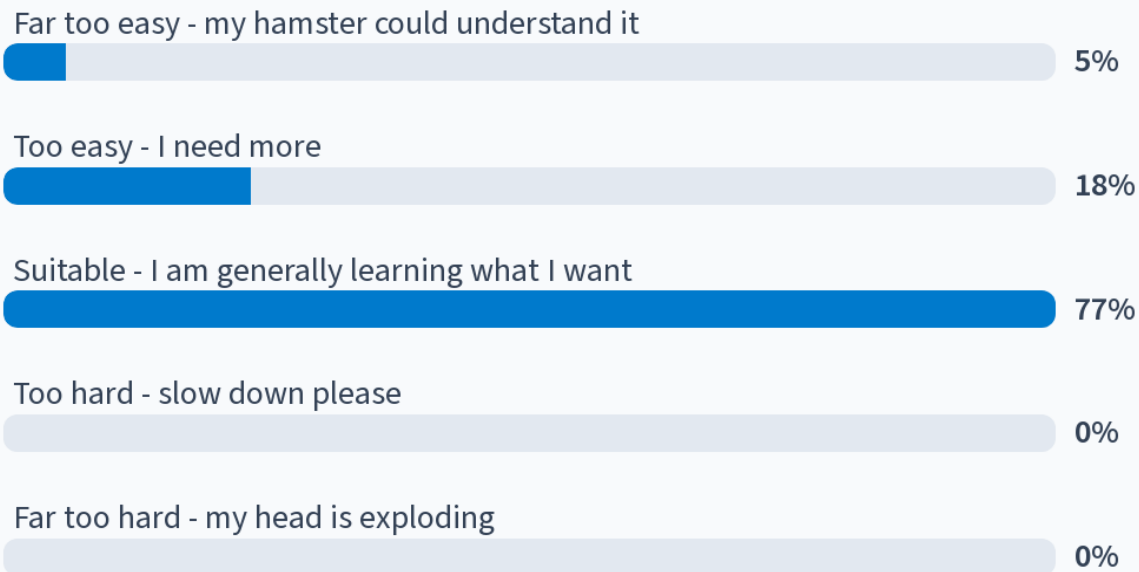 Far too easy - my hamster could understand it
5%
Too easy - I need more
18%
Suitable - I am generally learning what I want
77%
Too hard - slow down please
0%
Far too hard - my head is exploding
0%